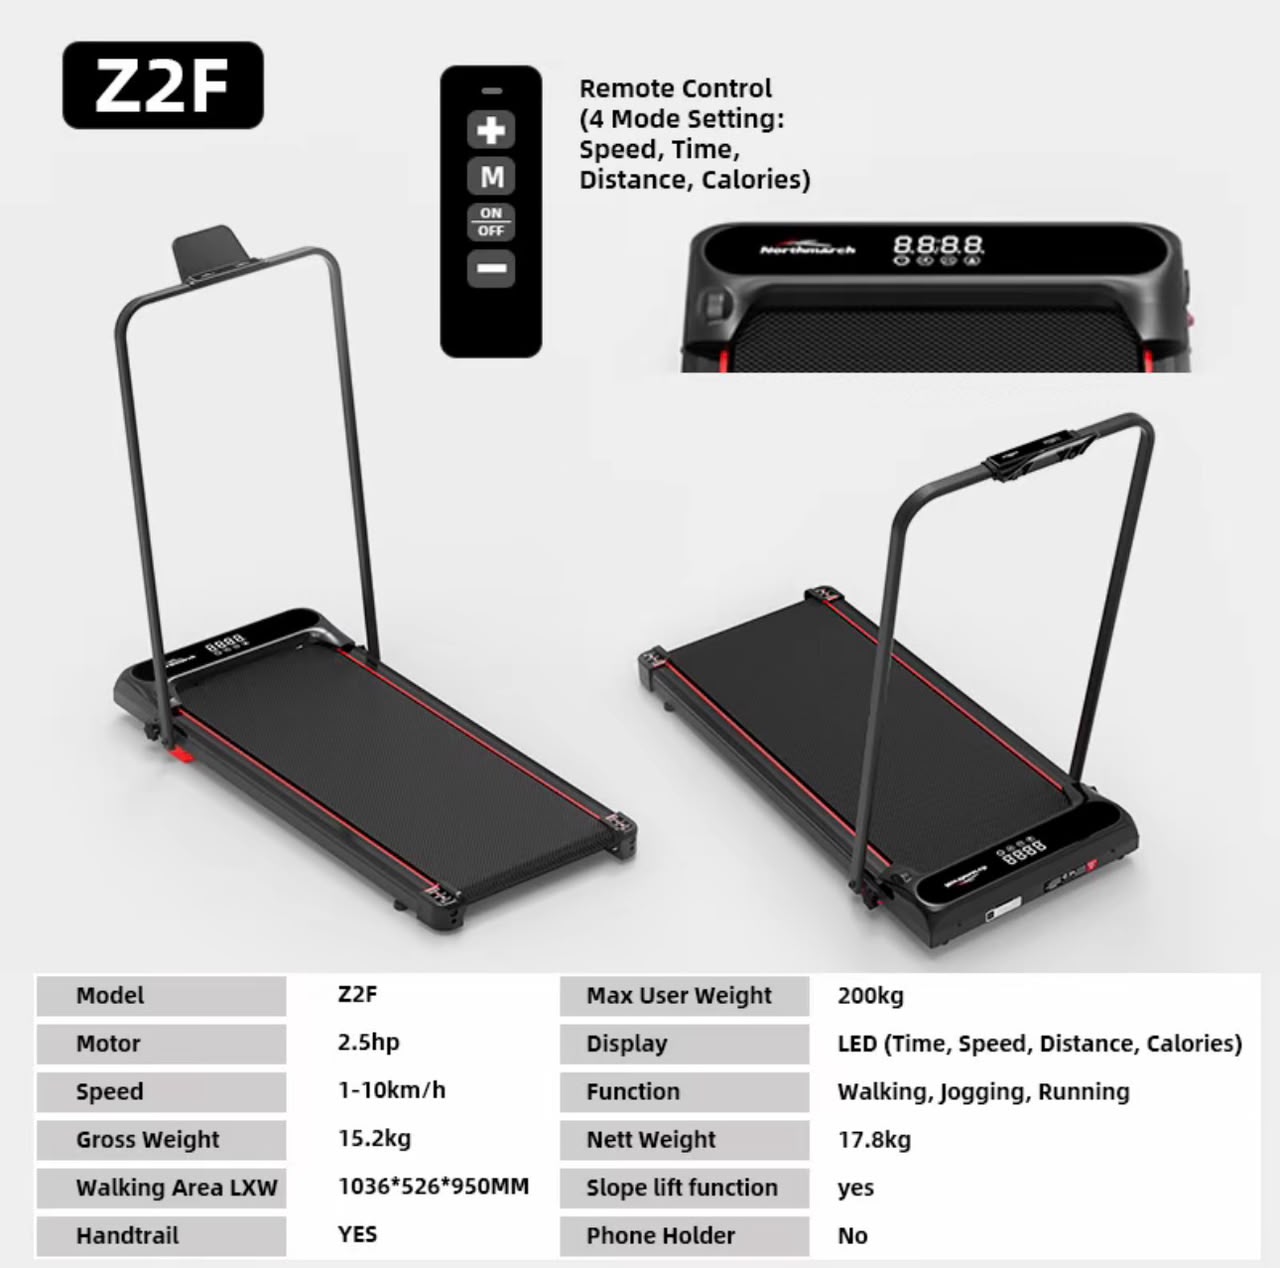 Z2F
+
M
ON
OFF
−
Remote Control
(4 Mode Setting:
Speed, Time,
Distance, Calories)
Northmarch
8.8:8.8.
8888
8888
Model Z2F Max User Weight 200kg
Motor 2.5hp Display LED (Time, Speed, Distance, Calories)
Speed 1-10km/h Function Walking, Jogging, Running
Gross Weight 15.2kg Nett Weight 17.8kg
Walking Area LXW 1036*526*950MM Slope lift function yes
Handtrail YES Phone Holder No